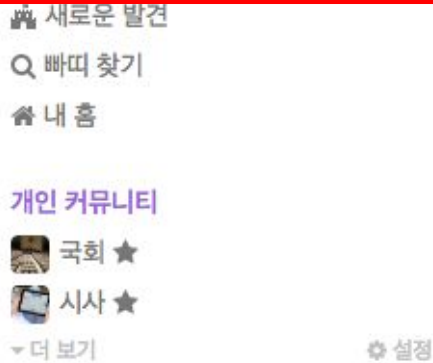 새로운 발견
빠띠 찾기
내 홈
개인 커뮤니티
국회
시사
더 보기 설정